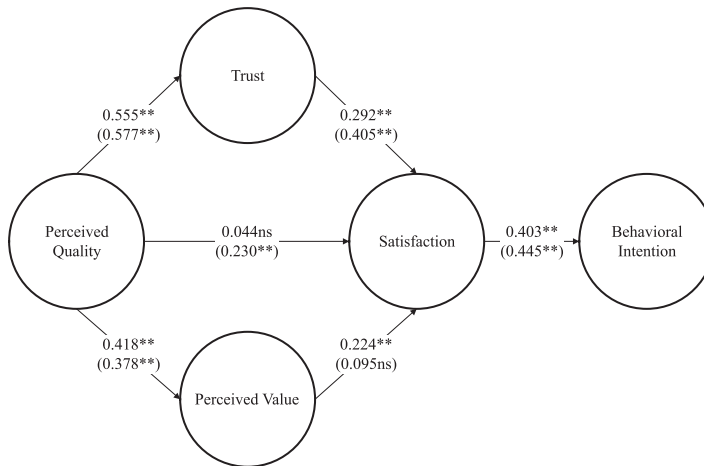 Trust
0.555**
(0.577**)
0.292**
(0.405**)
Perceived
Quality
0.044ns
(0.230**)
Satisfaction
0.403**
(0.445**)
Behavioral
Intention
0.418**
(0.378**)
0.224**
(0.095ns)
Perceived Value